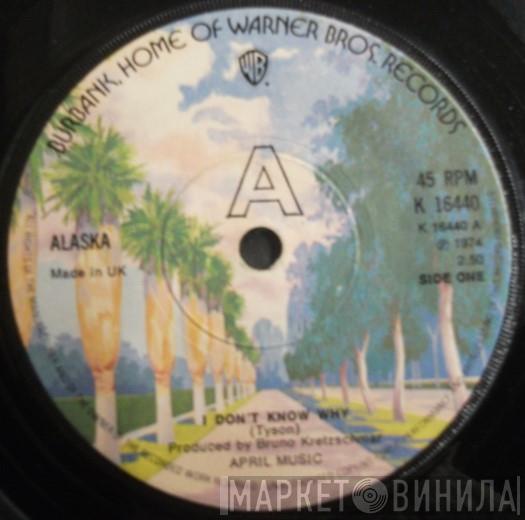 BURBANK, HOME OF WARNER BROS. RECORDS
WB
A
45 RPM
K 16440
K 16440 A
℗ 1974
2:50
SIDE ONE
ALASKA
Made in UK
I DON'T KNOW WHY
(Tyson)
Produced by Bruno Kretzschmar
APRIL MUSIC
МАРКЕТ ВИНИЛА